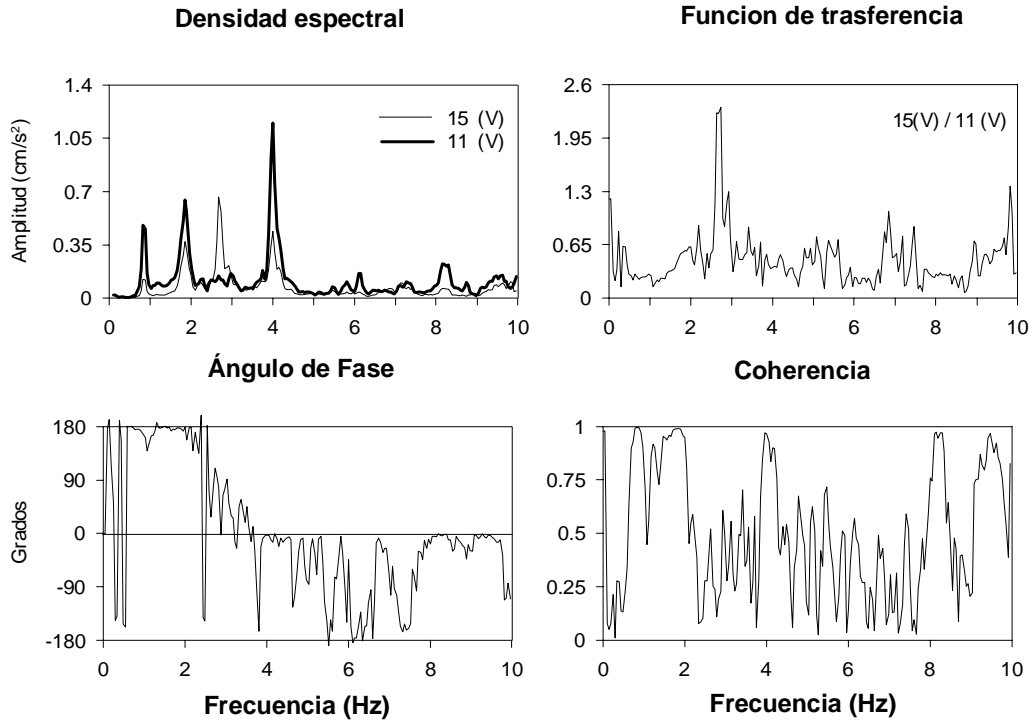 Densidad espectral
Funcion de trasferencia
Amplitud (cm/s²)
1.4
1.05
0.7
0.35
0
15 (V)
11 (V)
0 2 4 6 8 10
2.6
1.95
1.3
0.65
0
15(V) / 11 (V)
0 2 4 6 8 10
Ángulo de Fase
Coherencia
Grados
180
90
0
-90
-180
0 2 4 6 8 10
Frecuencia (Hz)
1
0.75
0.5
0.25
0
0 2 4 6 8 10
Frecuencia (Hz)